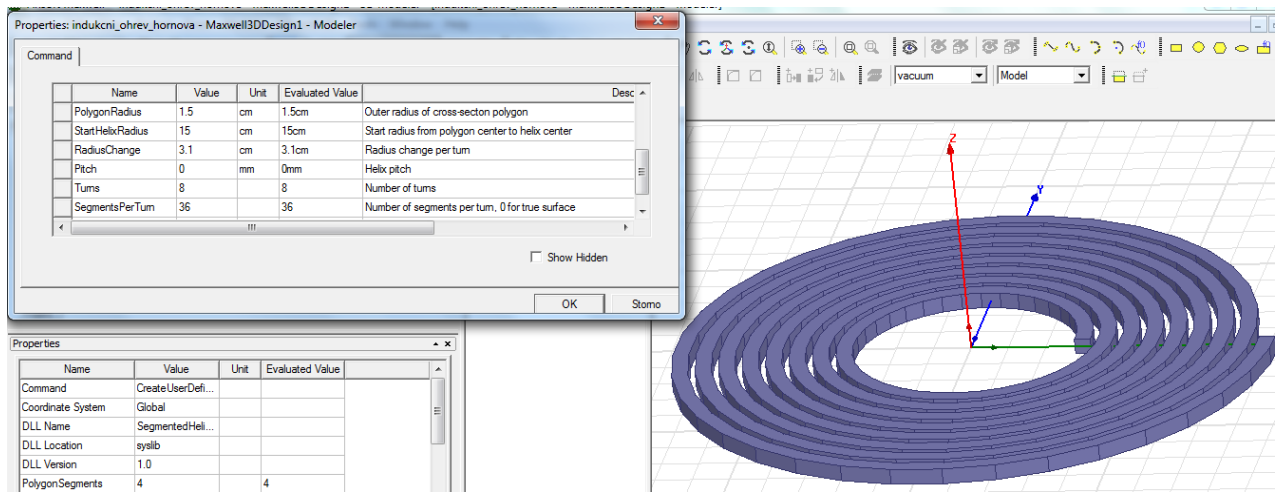 Properties: indukcni_ohrev_hornova - Maxwell3DDesign1 - Modeler
Command
Name Value Unit Evaluated Value Desc
PolygonRadius 1.5 cm 1.5cm Outer radius of cross-secton polygon
StartHelixRadius 15 cm 15cm Start radius from polygon center to helix center
RadiusChange 3.1 cm 3.1cm Radius change per turn
Pitch 0 mm 0mm Helix pitch
Turns 8 8 Number of turns
SegmentsPerTurn 36 36 Number of segments per turn, 0 for true surface
Show Hidden
OK Storno
vacuum Model
Z
Y
Properties
Name Value Unit Evaluated Value
Command CreateUserDefi...
Coordinate System Global
DLL Name SegmentedHeli...
DLL Location syslib
DLL Version 1.0
PolygonSegments 4 4